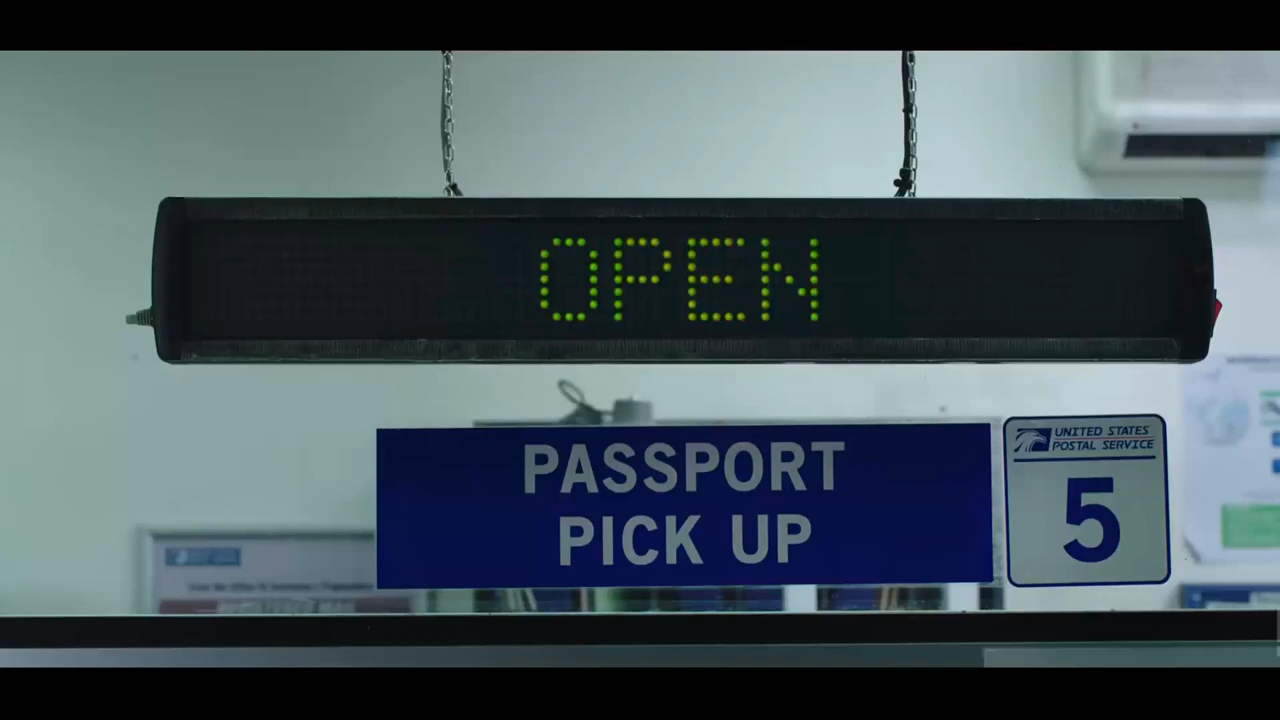 OPEN
PASSPORT
PICK UP
UNITED STATES
POSTAL SERVICE
5